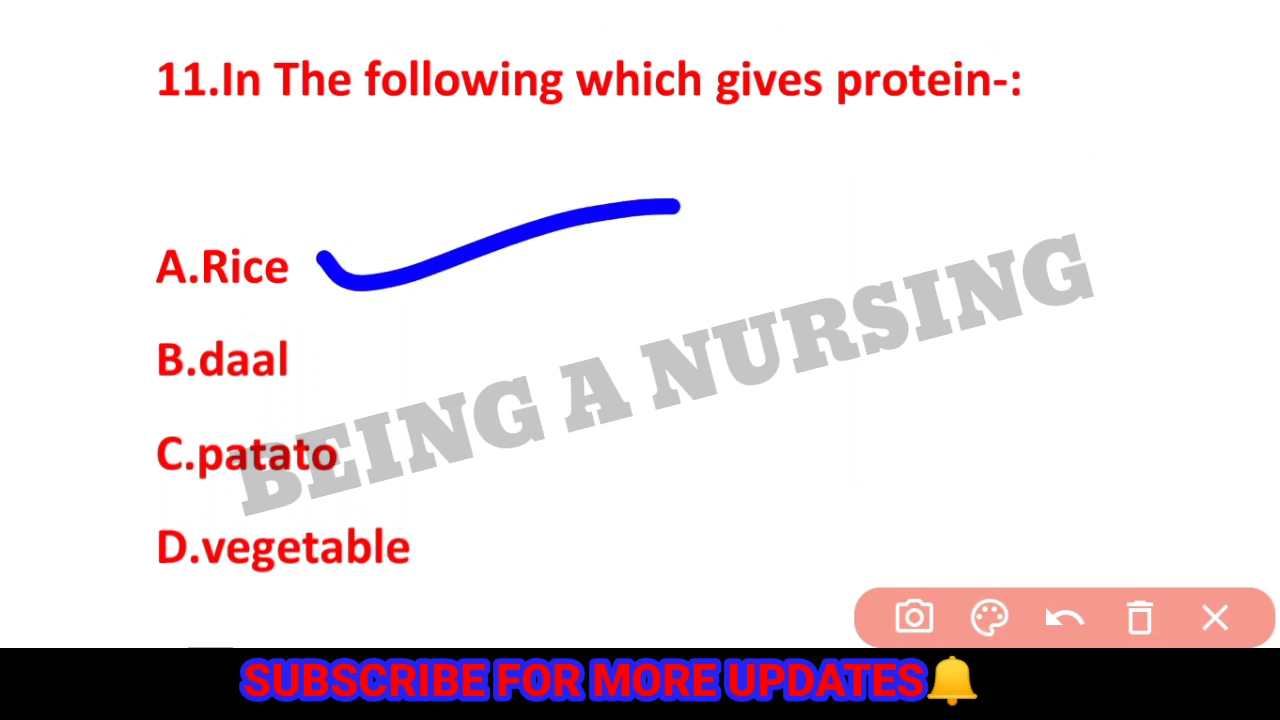 11.In The following which gives protein-:
A.Rice
B.daal
C.patato
D.vegetable
BEING A NURSING
SUBSCRIBE FOR MORE UPDATES🔔